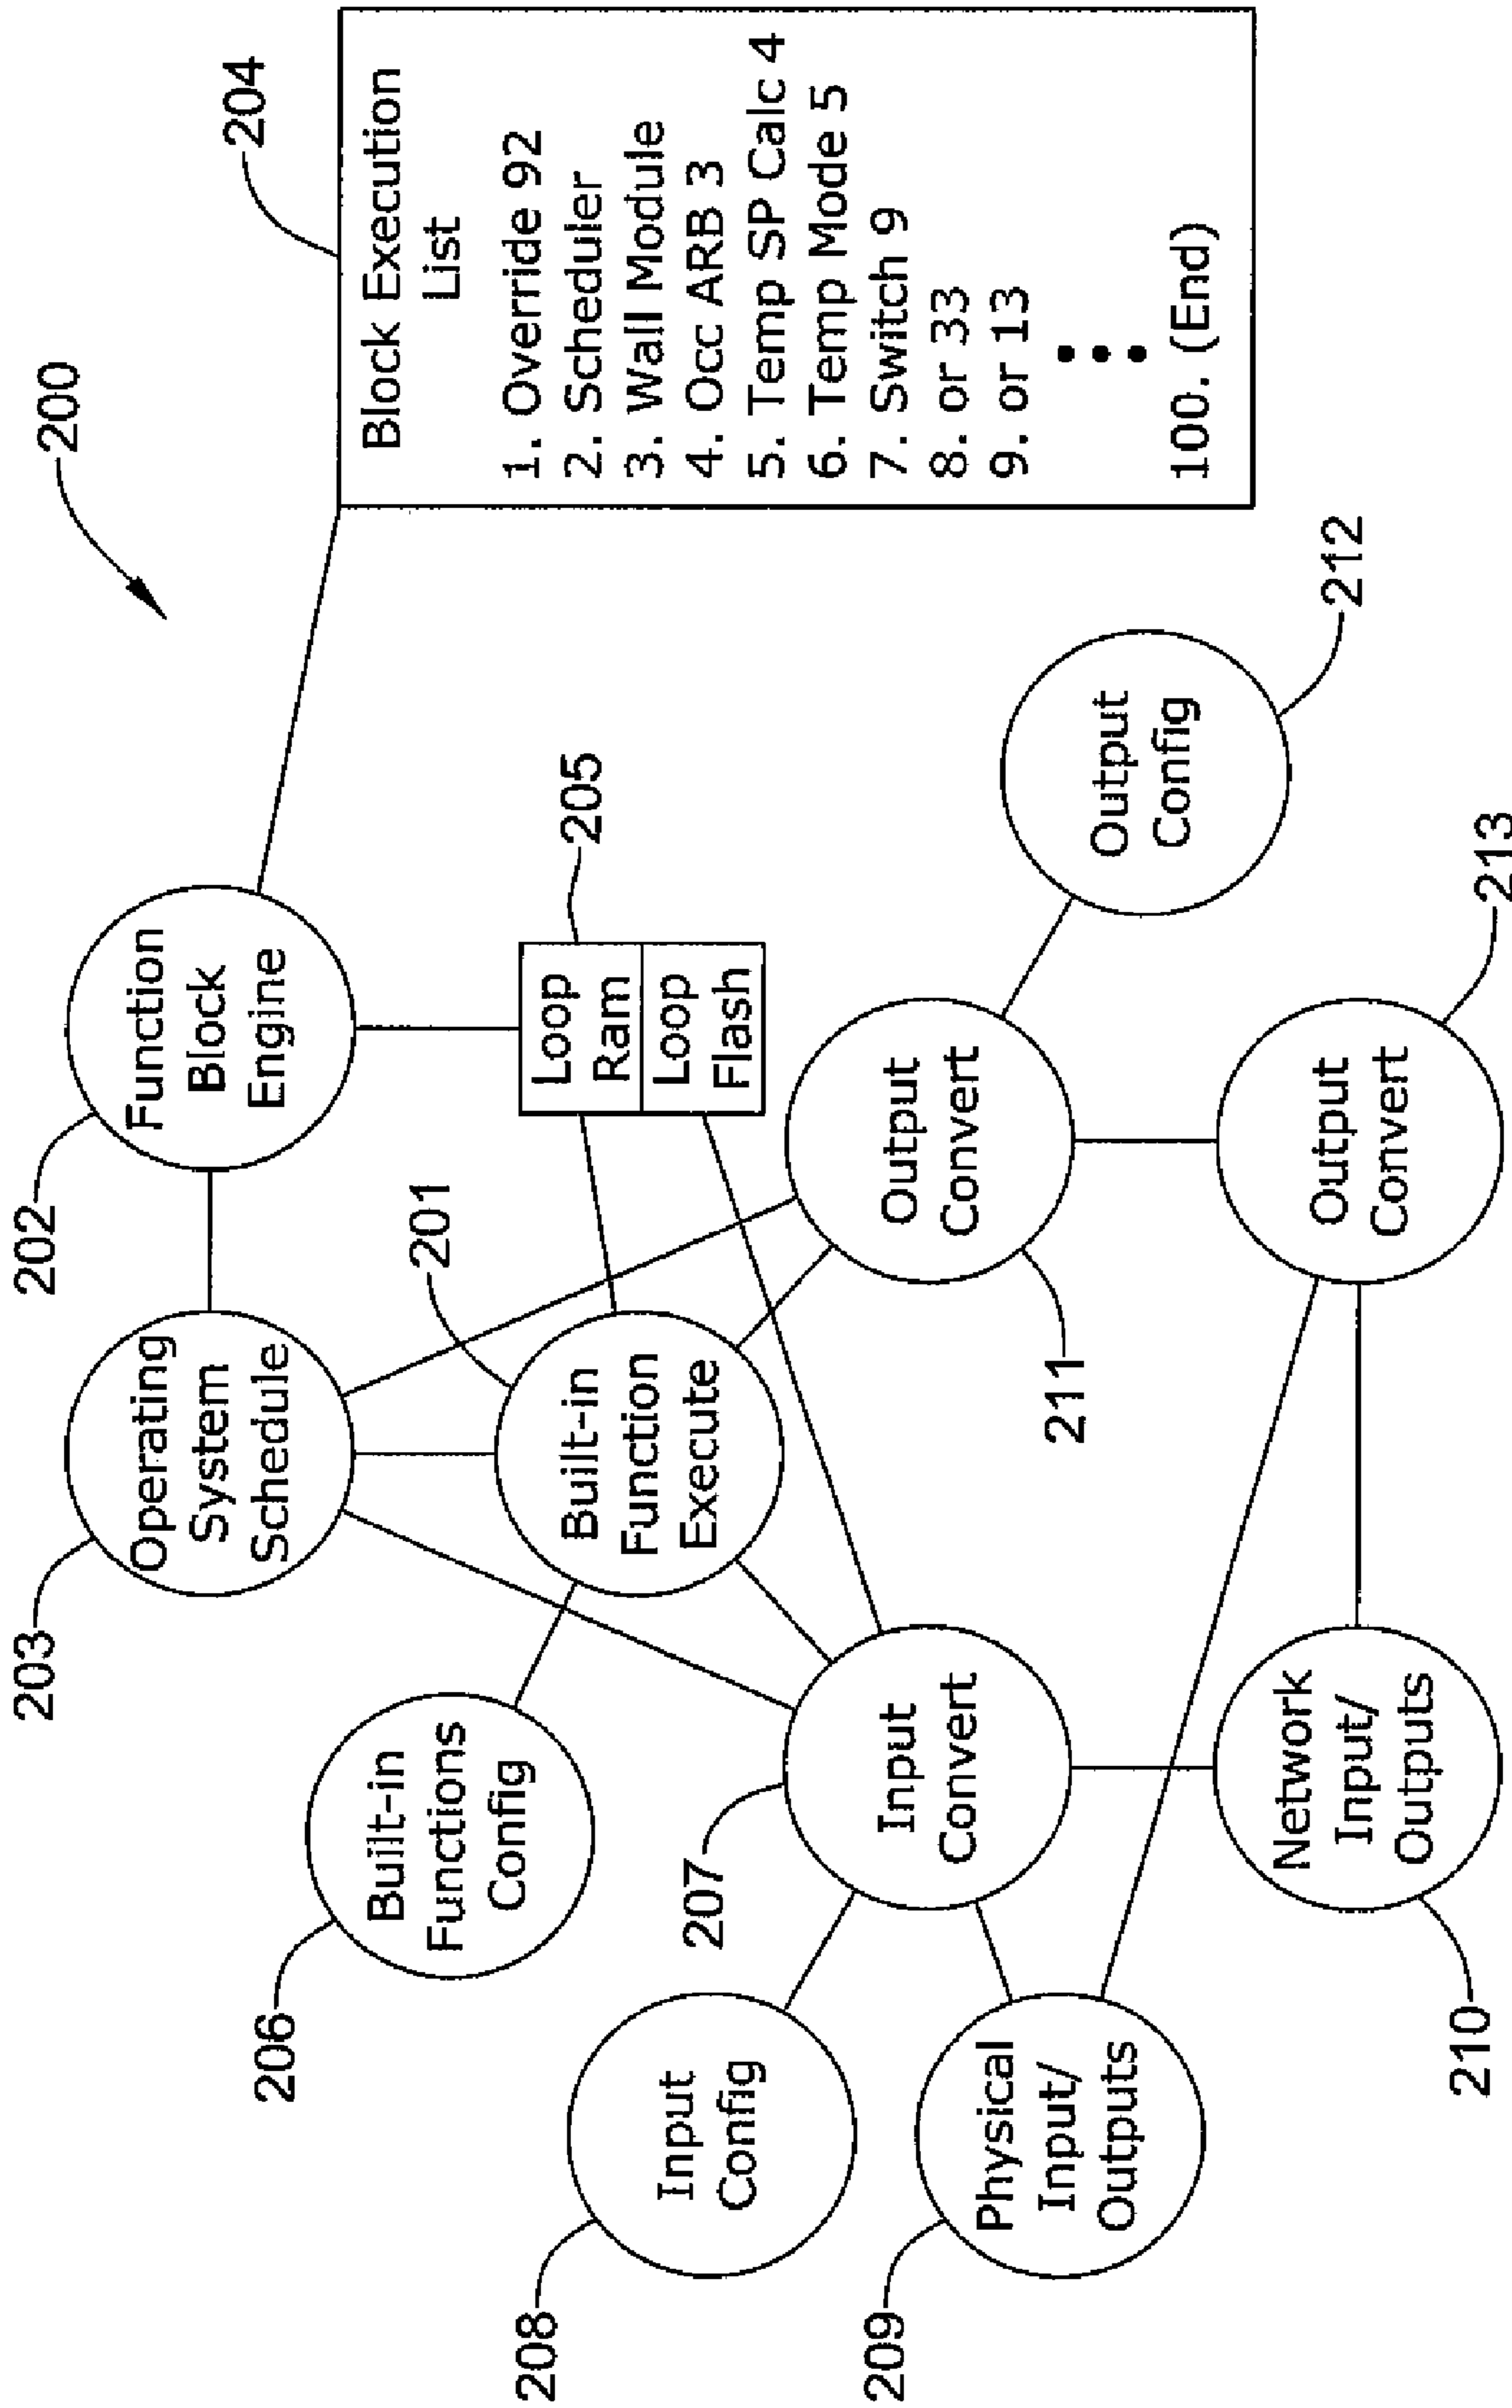 200
202
Function
Block
Engine
203
Operating
System
Schedule
204
Block Execution
List
1. Override 92
2. Scheduler
3. Wall Module
4. Occ ARB 3
5. Temp SP Calc 4
6. Temp Mode 5
7. Switch 9
8. or 33
9. or 13
100. (End)
206
Built-in
Functions
Config
201
Built-in
Function
Execute
205
Loop
Ram
Loop
Flash
208
Input
Config
207
Input
Convert
211
Output
Convert
Output
Config
212
209
Physical
Input/
Outputs
210
Network
Input/
Outputs
Output
Convert
213